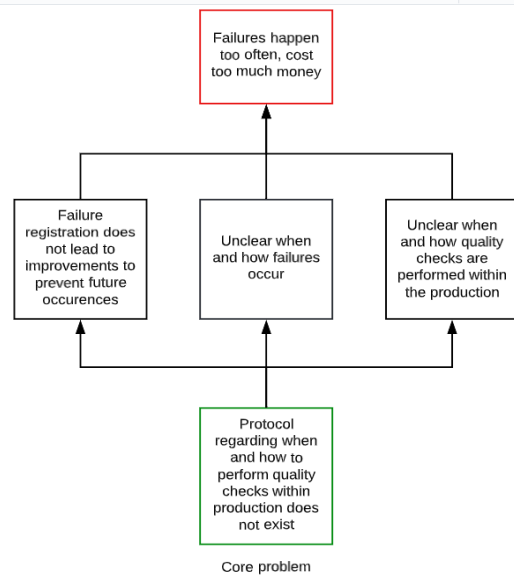 Failures happen
too often, cost
too much money
Failure
registration does
not lead to
improvements to
prevent future
occurences
Unclear when
and how failures
occur
Unclear when
and how quality
checks are
performed within
the production
Protocol
regarding when
and how to
perform quality
checks within
production does
not exist
Core problem